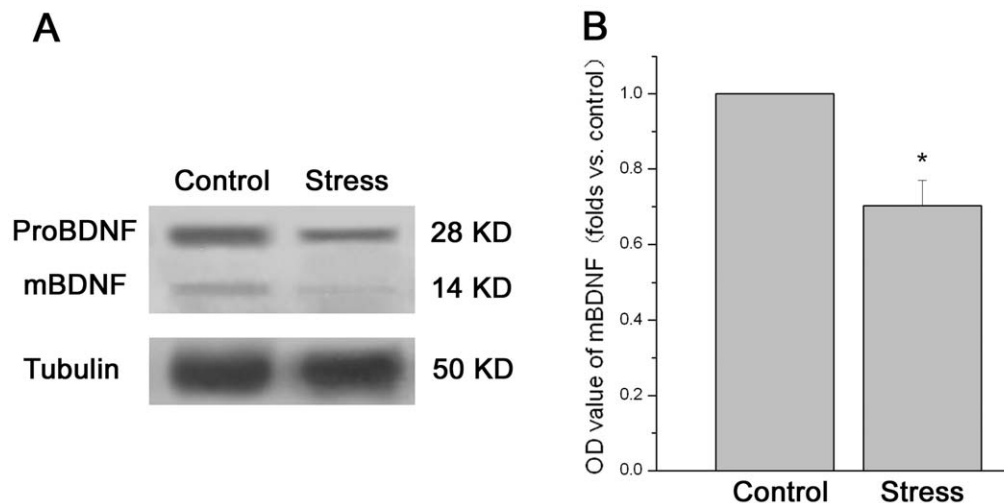 A
Control Stress
ProBDNF 28 KD
mBDNF 14 KD
Tubulin 50 KD
B
OD value of mBDNF (folds vs. control)
1.0
0.8
0.6
0.4
0.2
0.0
*
Control Stress